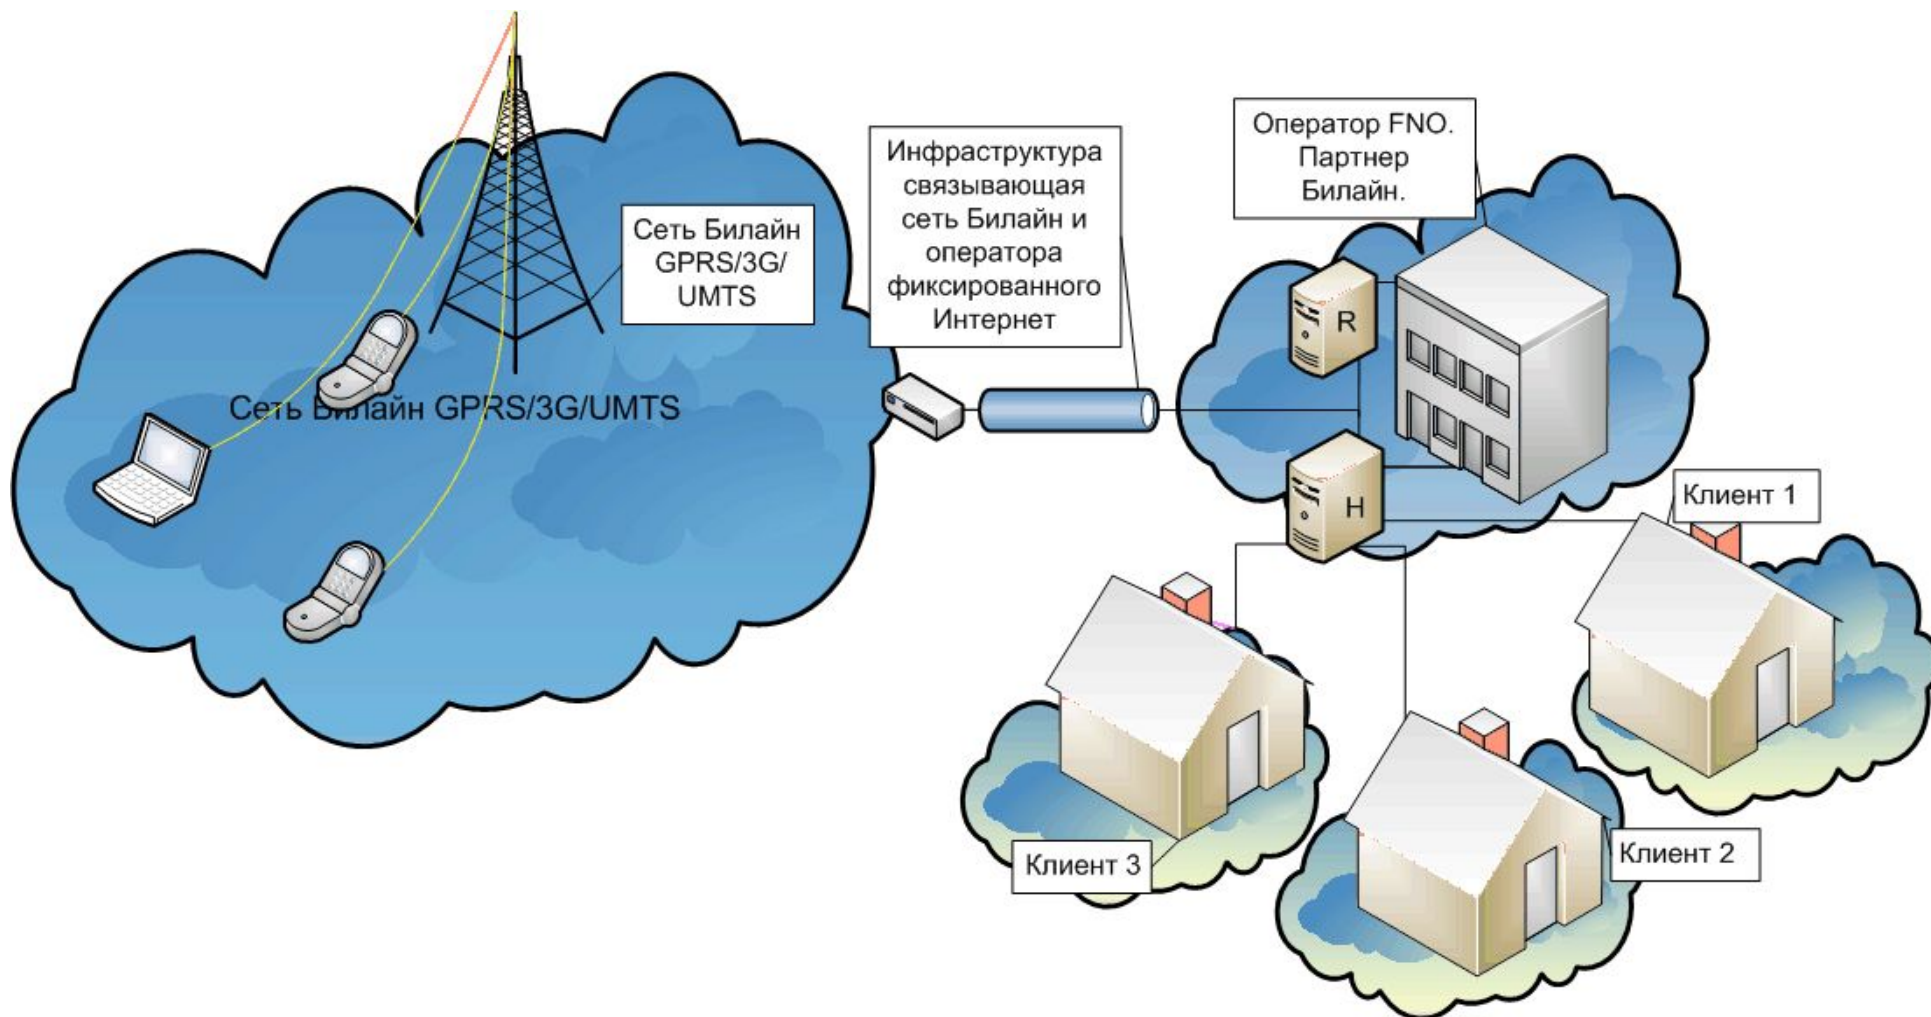 Сеть Билайн
GPRS/3G/
UMTS
Сеть Билайн GPRS/3G/UMTS
Инфраструктура
связывающая
сеть Билайн и
оператора
фиксированного
Интернет
Оператор FNO.
Партнер
Билайн.
R
H
Клиент 1
Клиент 3
Клиент 2